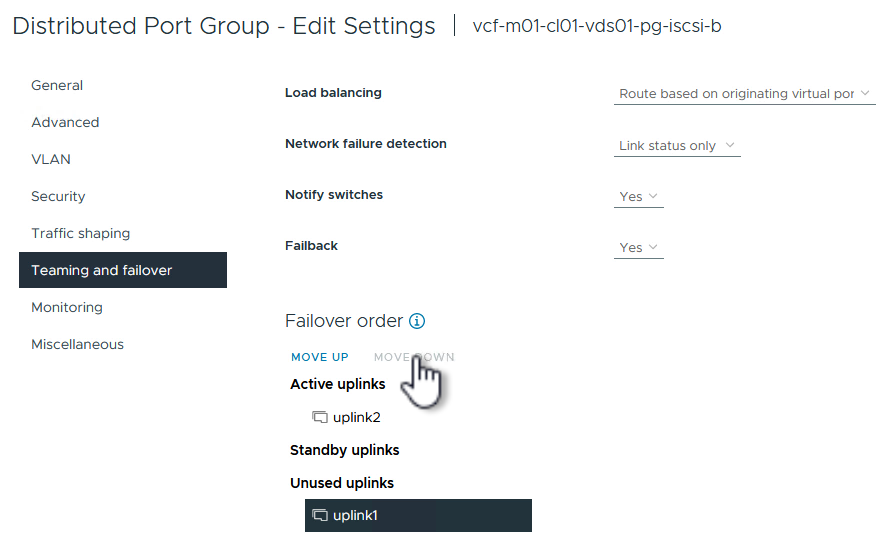 Distributed Port Group - Edit Settings | vcf-m01-cl01-vds01-pg-iscsi-b
General
Advanced
VLAN
Security
Traffic shaping
Teaming and failover
Monitoring
Miscellaneous
Load balancing Route based on originating virtual por
Network failure detection Link status only
Notify switches Yes
Failback Yes
Failover order
MOVE UP MOVE DOWN
Active uplinks
uplink2
Standby uplinks
Unused uplinks
uplink1